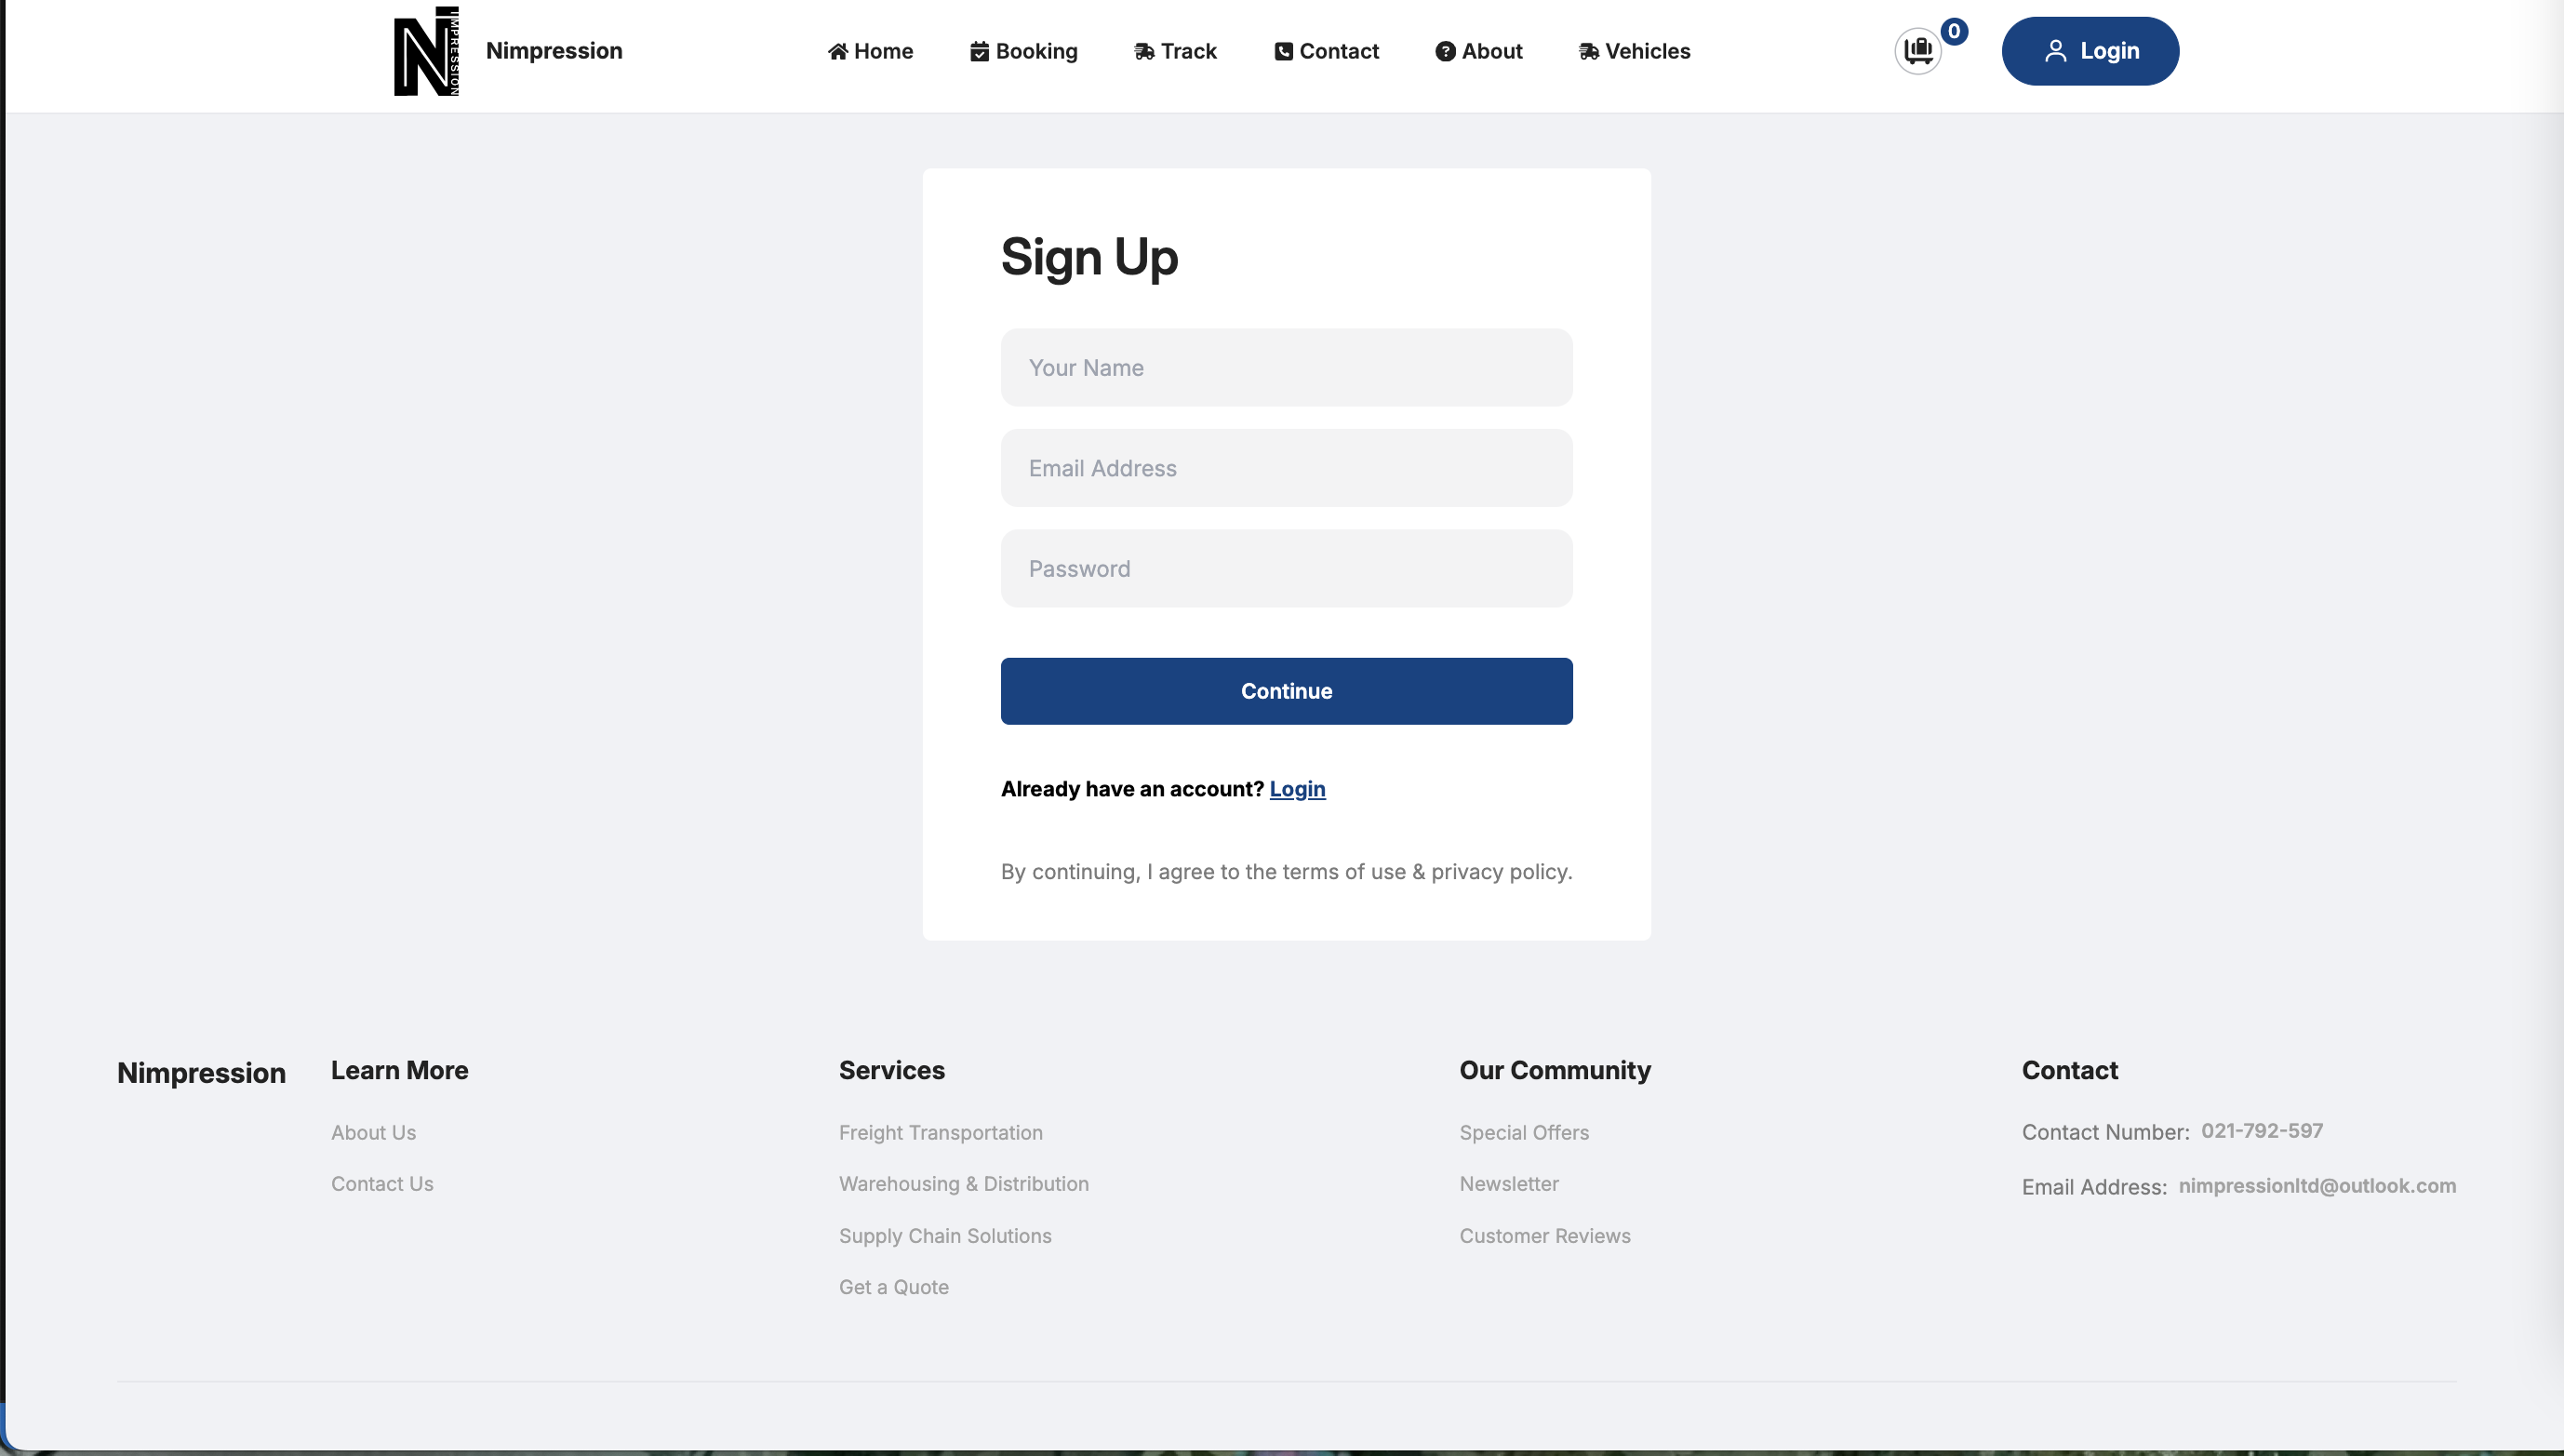 NIMPRESSION
Nimpression
Home
Booking
Track
Contact
About
Vehicles
0
Login
Sign Up
Your Name
Email Address
Password
Continue
Already have an account? Login
By continuing, I agree to the terms of use & privacy policy.
Nimpression
Learn More
About Us
Contact Us
Services
Freight Transportation
Warehousing & Distribution
Supply Chain Solutions
Get a Quote
Our Community
Special Offers
Newsletter
Customer Reviews
Contact
Contact Number: 021-792-597
Email Address: nimpressionltd@outlook.com